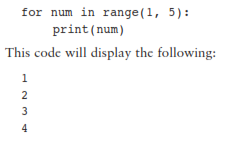 for num in range(1, 5):
    print(num)
This code will display the following:
1
2
3
4